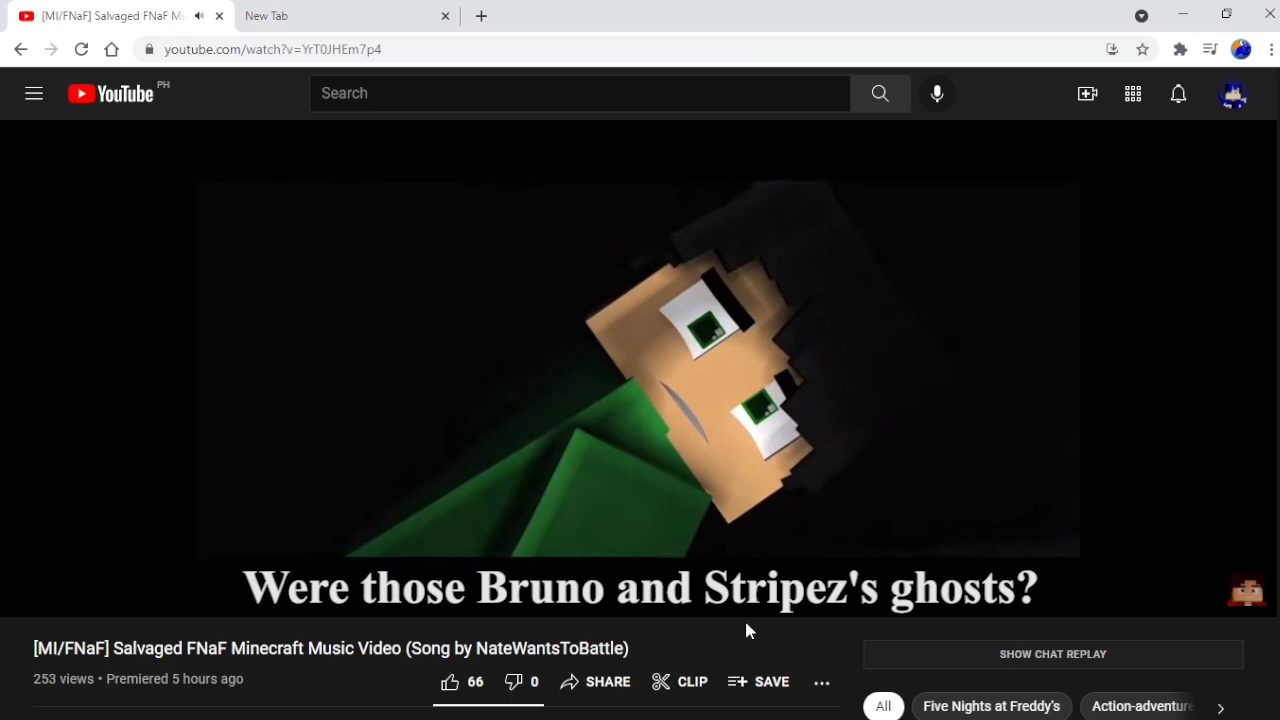 [MI/FNaF] Salvaged FNaF Mi
New Tab
youtube.com/watch?v=YrT0JHEm7p4
YouTube PH
Search
Were those Bruno and Stripez's ghosts?
[MI/FNaF] Salvaged FNaF Minecraft Music Video (Song by NateWantsToBattle)
253 views • Premiered 5 hours ago
66
0
SHARE
CLIP
SAVE
SHOW CHAT REPLAY
All
Five Nights at Freddy's
Action-adventure